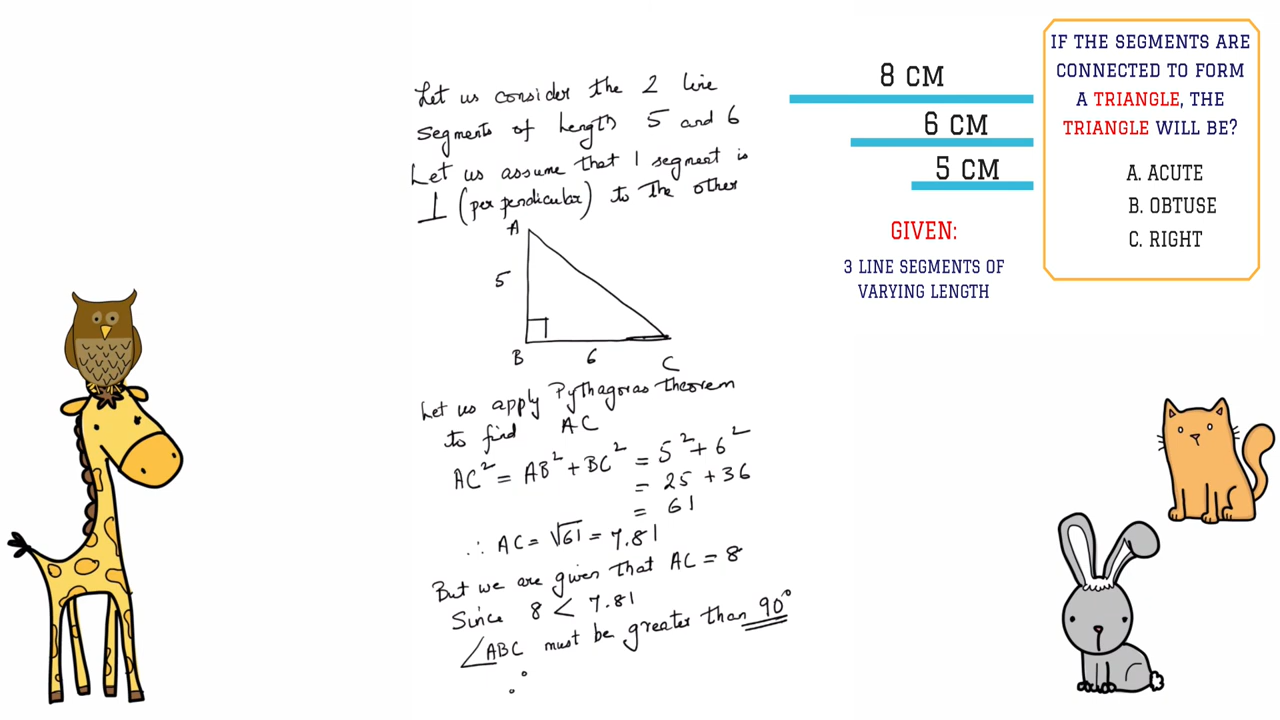 Let us consider the 2 line
segments of length 5 and 6
Let us assume that 1 segment is
⊥ (perpendicular) to the other
A
5
B
6
C
Let us apply Pythagoras theorem
to find AC
AC² = AB² + BC² = 5² + 6²
= 25 + 36
= 61
∴ AC = √61 = 7.81
But we are given that AC = 8
Since 8 < 7.81
∠ABC must be greater than 90°
∴
8 CM
6 CM
5 CM
GIVEN:
3 LINE SEGMENTS OF
VARYING LENGTH
IF THE SEGMENTS ARE
CONNECTED TO FORM
A TRIANGLE, THE
TRIANGLE WILL BE?
A. ACUTE
B. OBTUSE
C. RIGHT